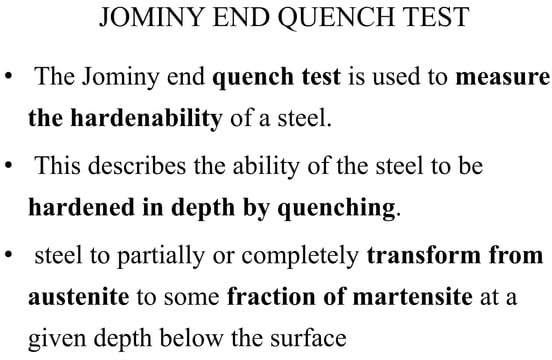 JOMINY END QUENCH TEST
• The Jominy end quench test is used to measure
the hardenability of a steel.
• This describes the ability of the steel to be
hardened in depth by quenching.
• steel to partially or completely transform from
austenite to some fraction of martensite at a
given depth below the surface